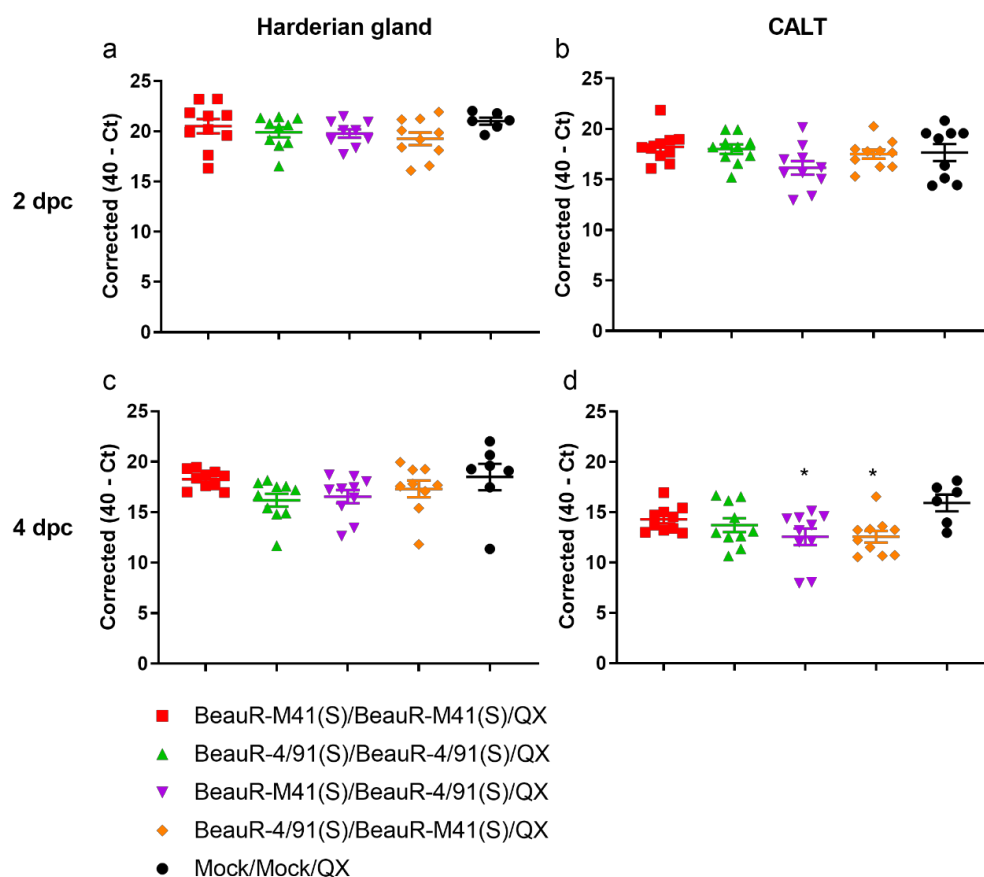 Harderian gland
CALT
a
b
2 dpc
Corrected (40 - Ct)
25
20
15
10
5
0
Corrected (40 - Ct)
25
20
15
10
5
0
c
d
4 dpc
Corrected (40 - Ct)
25
20
15
10
5
0
Corrected (40 - Ct)
25
20
15
10
5
0
* *
BeauR-M41(S)/BeauR-M41(S)/QX
BeauR-4/91(S)/BeauR-4/91(S)/QX
BeauR-M41(S)/BeauR-4/91(S)/QX
BeauR-4/91(S)/BeauR-M41(S)/QX
Mock/Mock/QX